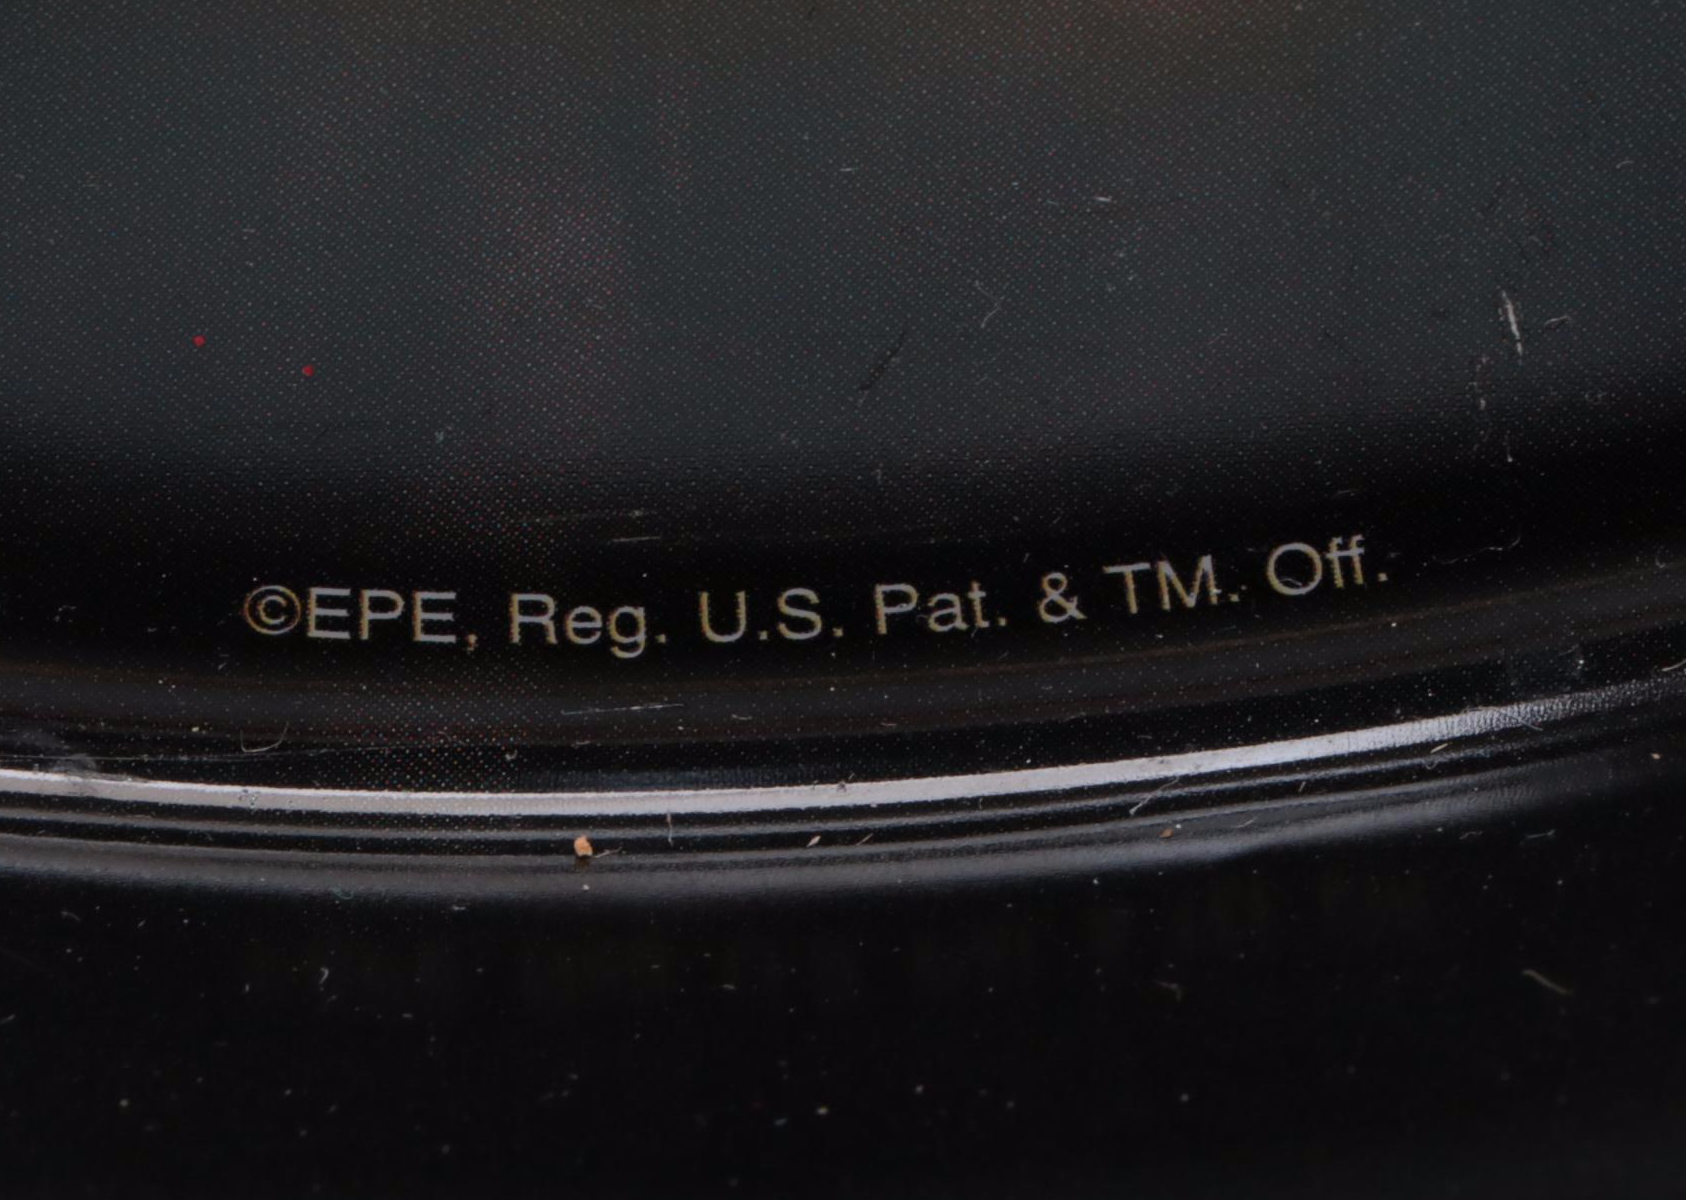 ©EPE, Reg. U.S. Pat. & TM. Off.